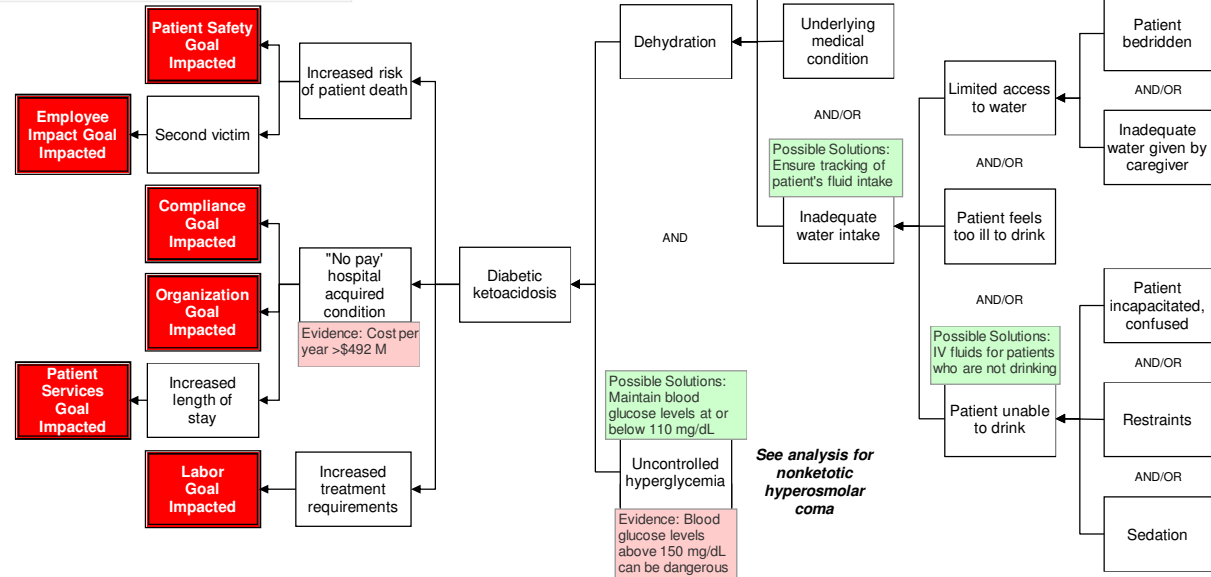 Patient Safety
Goal
Impacted
Increased risk
of patient death
Employee
Impact Goal
Impacted
Second victim
Compliance
Goal
Impacted
Organization
Goal
Impacted
"No pay'
hospital
acquired
condition
Evidence: Cost per
year >$492 M
Patient
Services
Goal
Impacted
Increased
length of
stay
Labor
Goal
Impacted
Increased
treatment
requirements
Diabetic
ketoacidosis
Dehydration
AND
Possible Solutions:
Maintain blood
glucose levels at or
below 110 mg/dL
Uncontrolled
hyperglycemia
Evidence: Blood
glucose levels
above 150 mg/dL
can be dangerous
Underlying
medical
condition
AND/OR
Possible Solutions:
Ensure tracking of
patient's fluid intake
Inadequate
water intake
See analysis for
nonketotic
hyperosmolar
coma
Limited access
to water
AND/OR
Patient feels
too ill to drink
AND/OR
Possible Solutions:
IV fluids for patients
who are not drinking
Patient unable
to drink
Patient
bedridden
AND/OR
Inadequate
water given by
caregiver
Patient
incapacitated,
confused
AND/OR
Restraints
AND/OR
Sedation